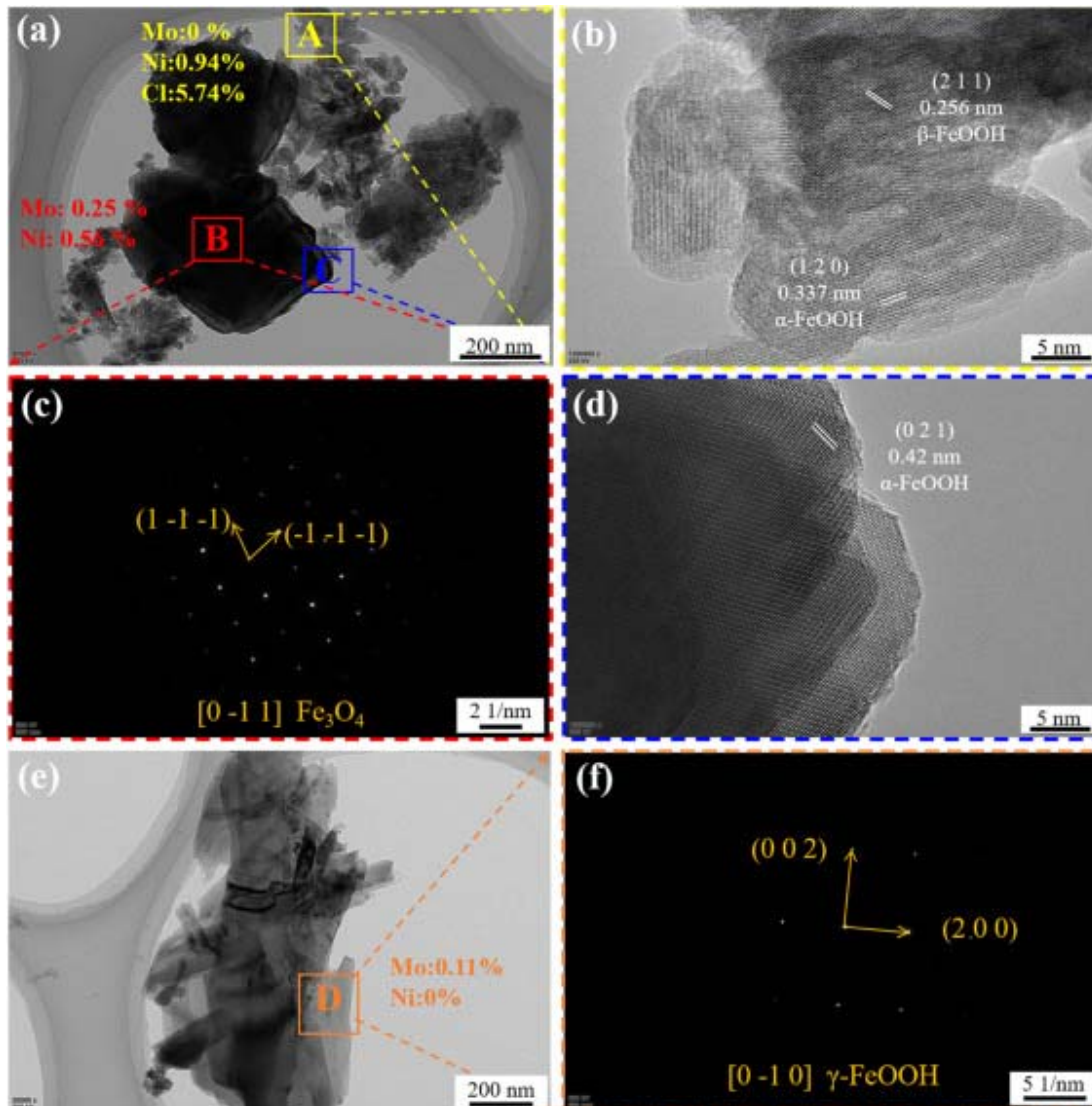 (a)
Mo:0 %
Ni:0.94%
Cl:5.74%
A
Mo: 0.25 %
Ni: 0.56 %
B
C
200 nm
(b)
(2 1 1)
0.256 nm
β-FeOOH
(1 2 0)
0.337 nm
α-FeOOH
5 nm
(c)
(1 -1 -1)
(-1 -1 -1)
[0 -1 1] Fe₃O₄
2 1/nm
(d)
(0 2 1)
0.42 nm
α-FeOOH
5 nm
(e)
Mo:0.11%
Ni:0%
D
200 nm
(f)
(0 0 2)
(2 0 0)
[0 -1 0] γ-FeOOH
5 1/nm